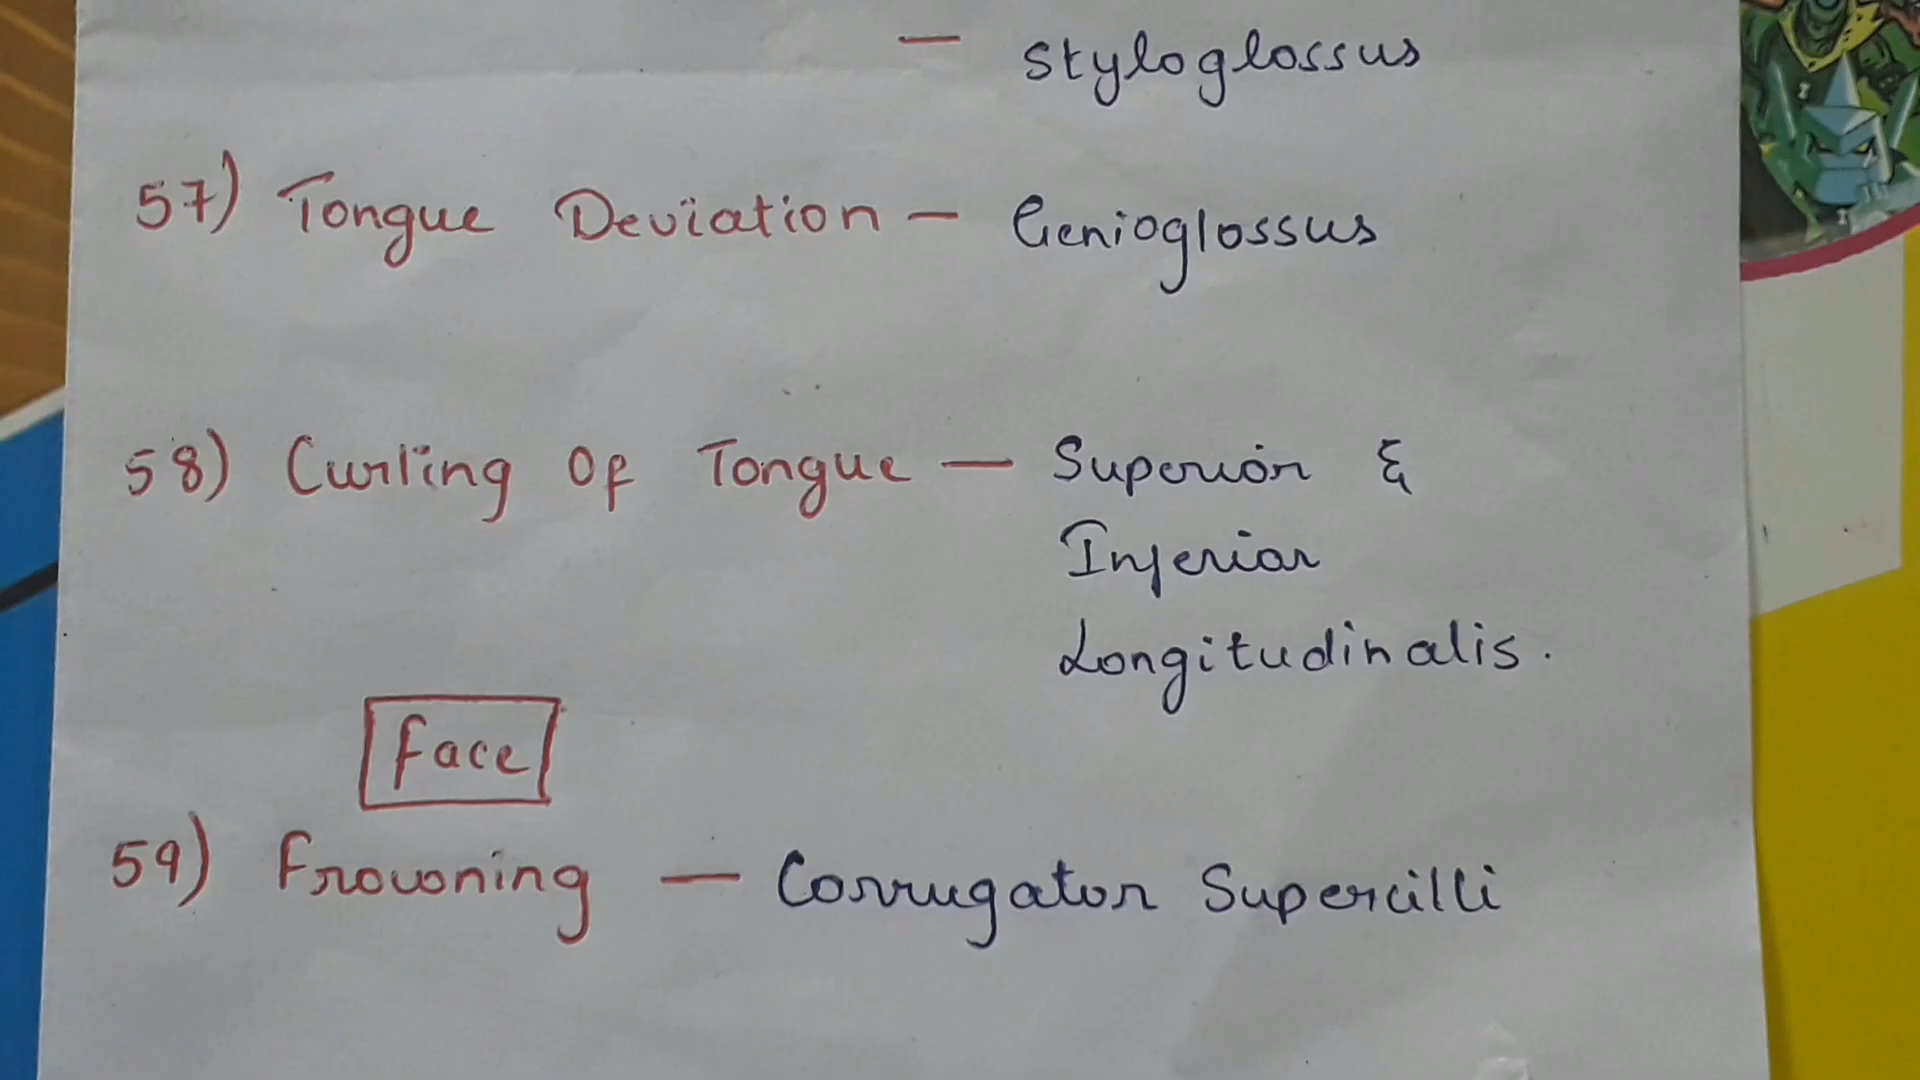 — Styloglossus
57) Tongue Deviation — Genioglossus
58) Curling Of Tongue — Superior &
Inferior
Longitudinalis.
Face
59) Frowning — Corrugator Supercilli